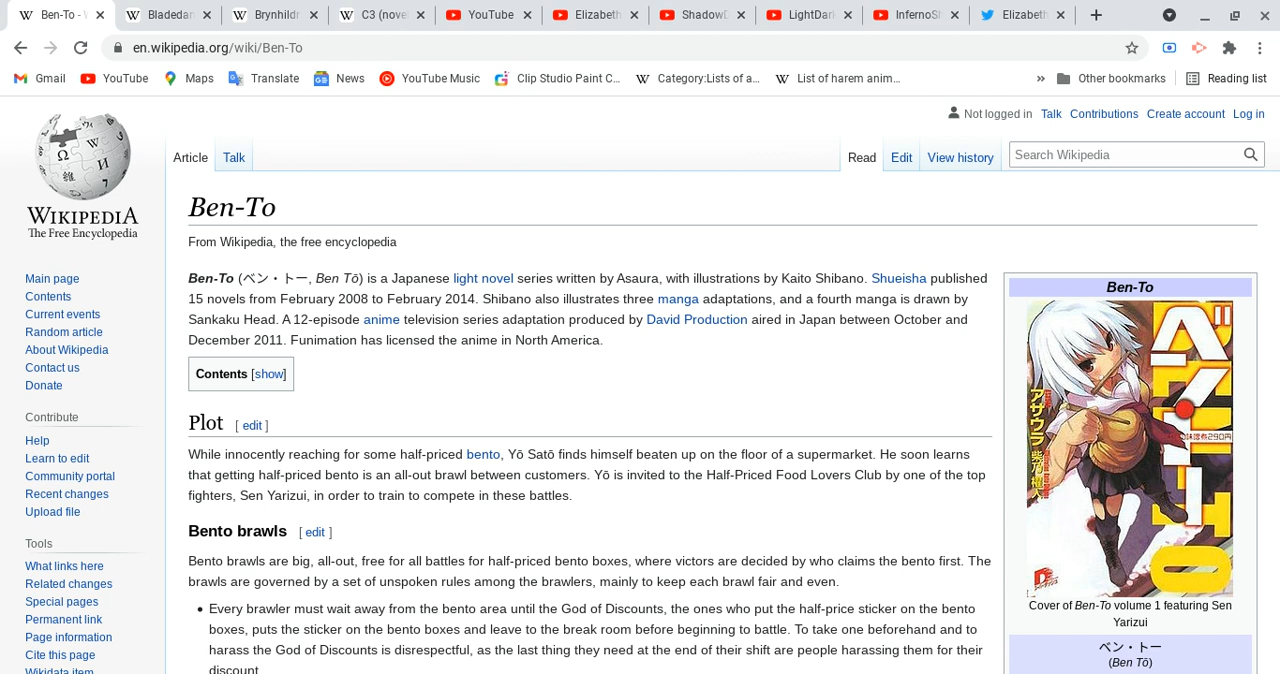 Ben-To - W
Bladedan
Brynhildr
C3 (novel
YouTube
Elizabeth
ShadowD
LightDark
InfernoSh
Elizabeth
en.wikipedia.org/wiki/Ben-To
Gmail
YouTube
Maps
Translate
News
YouTube Music
Clip Studio Paint C...
Category:Lists of a...
List of harem anim...
»
Other bookmarks
Reading list
Not logged in Talk Contributions Create account Log in
Article Talk
Read Edit View history
Search Wikipedia
WIKIPEDIA
The Free Encyclopedia
Main page
Contents
Current events
Random article
About Wikipedia
Contact us
Donate
Contribute
Help
Learn to edit
Community portal
Recent changes
Upload file
Tools
What links here
Related changes
Special pages
Permanent link
Page information
Cite this page
Wikidata item
Ben-To
From Wikipedia, the free encyclopedia
Ben-To (ベン・トー, Ben Tō) is a Japanese light novel series written by Asaura, with illustrations by Kaito Shibano. Shueisha published
15 novels from February 2008 to February 2014. Shibano also illustrates three manga adaptations, and a fourth manga is drawn by
Sankaku Head. A 12-episode anime television series adaptation produced by David Production aired in Japan between October and
December 2011. Funimation has licensed the anime in North America.
Contents [show]
Plot [ edit ]
While innocently reaching for some half-priced bento, Yō Satō finds himself beaten up on the floor of a supermarket. He soon learns
that getting half-priced bento is an all-out brawl between customers. Yō is invited to the Half-Priced Food Lovers Club by one of the top
fighters, Sen Yarizui, in order to train to compete in these battles.
Bento brawls [ edit ]
Bento brawls are big, all-out, free for all battles for half-priced bento boxes, where victors are decided by who claims the bento first. The
brawls are governed by a set of unspoken rules among the brawlers, mainly to keep each brawl fair and even.
• Every brawler must wait away from the bento area until the God of Discounts, the ones who put the half-price sticker on the bento
boxes, puts the sticker on the bento boxes and leave to the break room before beginning to battle. To take one beforehand and to
harass the God of Discounts is disrespectful, as the last thing they need at the end of their shift are people harassing them for their
discount
Ben-To
ベン・トー
BEN-TO
アサウラ
柴乃櫂人
290円
Cover of Ben-To volume 1 featuring Sen
Yarizui
ベン・トー
(Ben Tō)